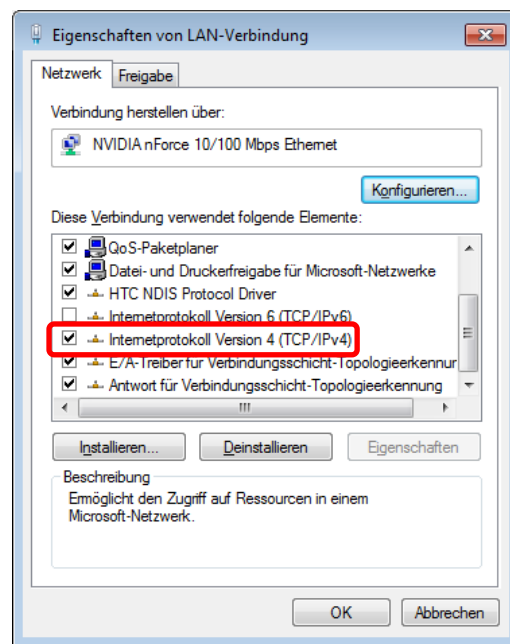 Eigenschaften von LAN-Verbindung
Netzwerk
Freigabe
Verbindung herstellen über:
NVIDIA nForce 10/100 Mbps Ethernet
Konfigurieren...
Diese Verbindung verwendet folgende Elemente:
QoS-Paketplaner
Datei- und Druckerfreigabe für Microsoft-Netzwerke
HTC NDIS Protocol Driver
Internetprotokoll Version 6 (TCP/IPv6)
Internetprotokoll Version 4 (TCP/IPv4)
E/A-Treiber für Verbindungsschicht-Topologieerkennur
Antwort für Verbindungsschicht-Topologieerkennung
Installieren...
Deinstallieren
Eigenschaften
Beschreibung
Ermöglicht den Zugriff auf Ressourcen in einem
Microsoft-Netzwerk.
OK
Abbrechen